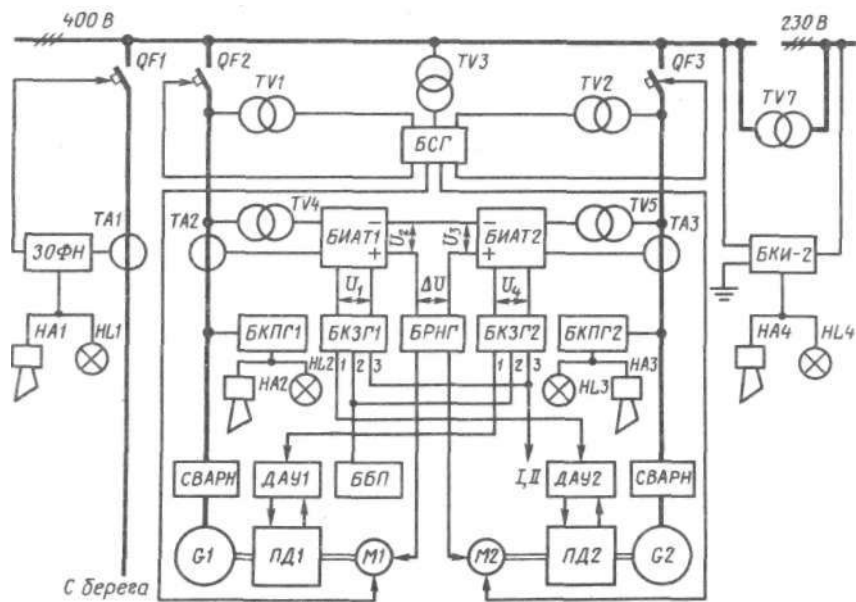 400 В
230 В
QF1
QF2
TV3
QF3
TV1
TV2
TV7
БСГ
TA1
TA2
TV4
БИАТ1
−
+
U2
U3
−
+
БИАТ2
TV5
TA3
ЗОФН
БКИ-2
U1
ΔU
U4
HA1
HL1
БКПГ1
БКЗГ1
БРНГ
БКЗГ2
БКПГ2
HA4
HL4
HA2
HL2
1 2 3
1 2 3
HL3
HA3
СВАРН
ДАУ1
ББП
I, II
ДАУ2
СВАРН
G1
ПД1
M1
M2
ПД2
G2
С берега